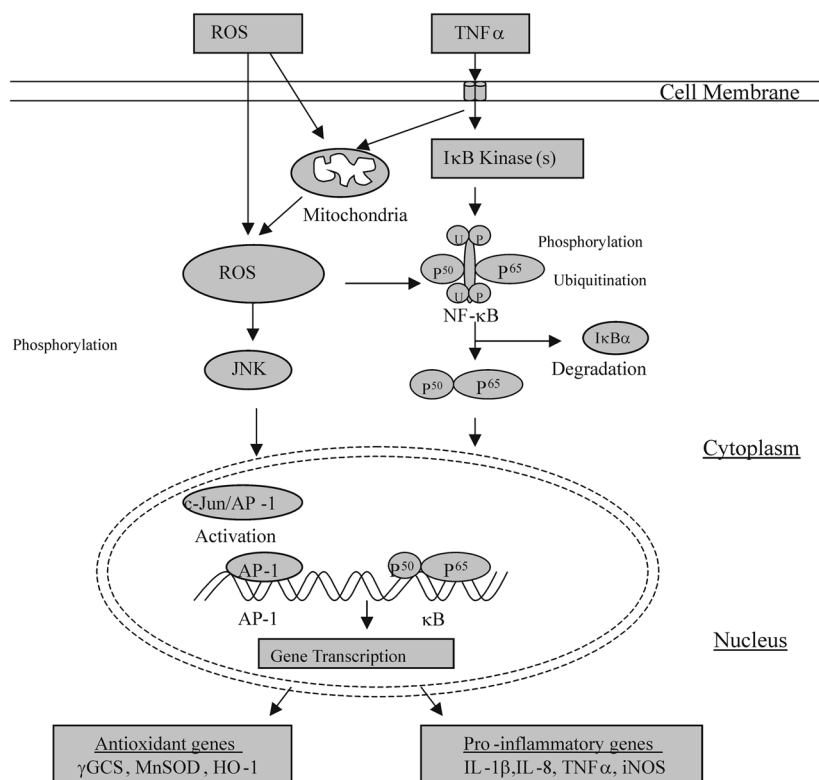 ROS
TNFα
Cell Membrane
IκB Kinase (s)
Mitochondria
U P
Phosphorylation
ROS
P50 P65
Ubiquitination
U P
NF-κB
Phosphorylation
IκBα
JNK
Degradation
P50 P65
Cytoplasm
c-Jun/AP -1
Activation
AP-1
P50 P65
AP-1
κB
Nucleus
Gene Transcription
Antioxidant genes
γGCS , MnSOD , HO-1
Pro-inflammatory genes
IL-1β,IL-8, TNFα, iNOS